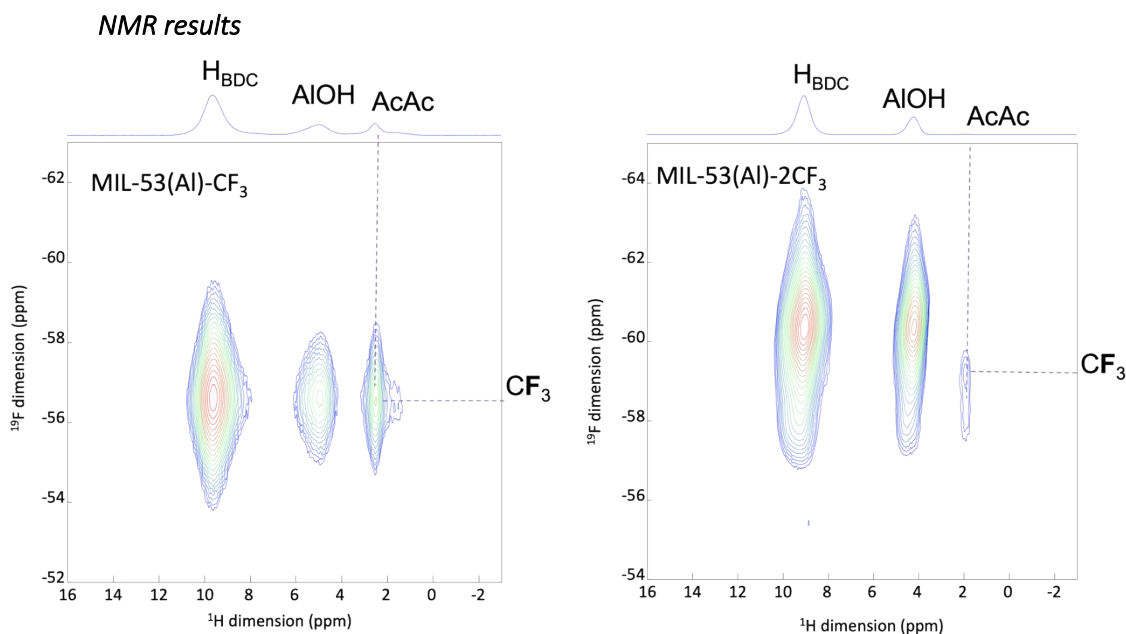 NMR results
H_BDC
AlOH
AcAc
MIL-53(Al)-CF₃
-62
-60
-58
-56
-54
-52
¹⁹F dimension (ppm)
CF₃
16 14 12 10 8 6 4 2 0 -2
¹H dimension (ppm)
H_BDC
AlOH
AcAc
MIL-53(Al)-2CF₃
-64
-62
-60
-58
-56
-54
¹⁹F dimension (ppm)
CF₃
16 14 12 10 8 6 4 2 0 -2
¹H dimension (ppm)